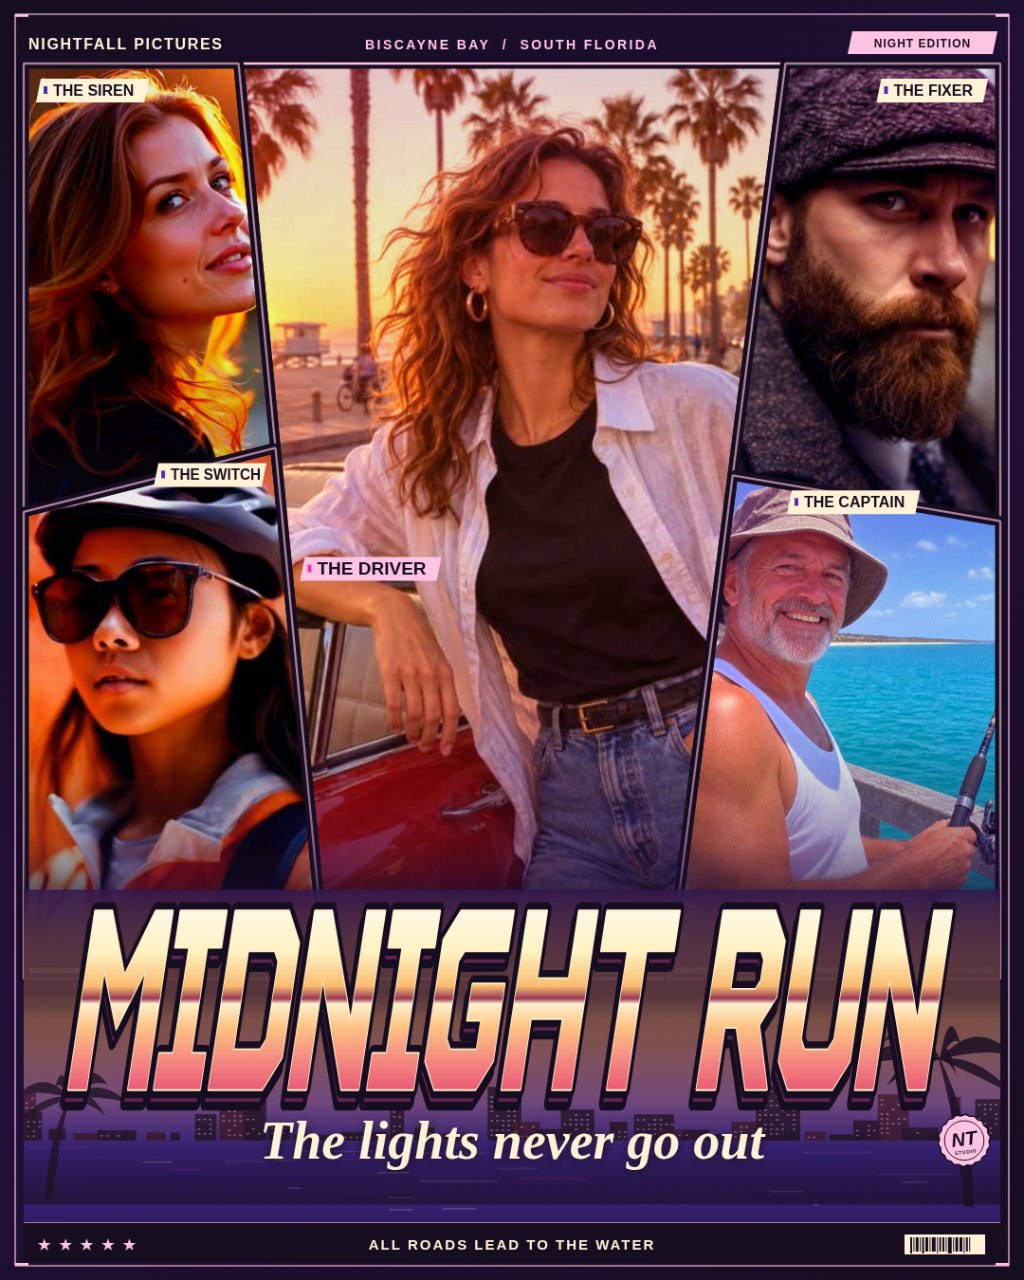 NIGHTFALL PICTURES
BISCAYNE BAY / SOUTH FLORIDA
NIGHT EDITION
THE SIREN
THE FIXER
THE SWITCH
THE CAPTAIN
THE DRIVER
MIDNIGHT RUN
The lights never go out
NT
STUDIO
★ ★ ★ ★ ★
ALL ROADS LEAD TO THE WATER